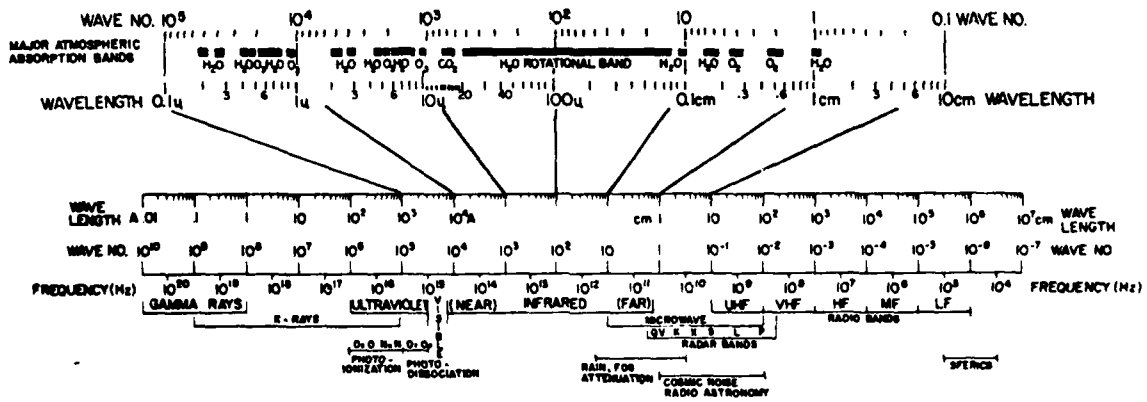 WAVE NO. 10⁵ 10⁴ 10³ 10² 10 1 0.1 WAVE NO.
MAJOR ATMOSPHERIC
ABSORPTION BANDS
H₂O H₂O O₃ H₂O O₃ H₂O H₂O O₃ H₂O O₃ CO₂ H₂O ROTATIONAL BAND H₂O H₂O O₂ O₂ H₂O
.3 .6 3 6 20 40 .3 .6 3 6
WAVELENGTH 0.1µ 1µ 10µ 100µ 0.1cm 1cm 10cm WAVELENGTH
WAVE
LENGTH A .01 .1 1 10 10² 10³ 10⁴A cm 1 10 10² 10³ 10⁴ 10⁵ 10⁶ 10⁷cm WAVE
LENGTH
WAVE NO. 10¹⁰ 10⁹ 10⁸ 10⁷ 10⁶ 10⁵ 10⁴ 10³ 10² 10 1 10⁻¹ 10⁻² 10⁻³ 10⁻⁴ 10⁻⁵ 10⁻⁶ 10⁻⁷ WAVE NO
FREQUENCY (Hz) 10²⁰ 10¹⁹ 10¹⁸ 10¹⁷ 10¹⁶ 10¹⁵ 10¹⁴ 10¹³ 10¹² 10¹¹ 10¹⁰ 10⁹ 10⁸ 10⁷ 10⁶ 10⁵ 10⁴ FREQUENCY (Hz)
GAMMA RAYS ULTRAVIOLET VISIBLE (NEAR) INFRARED (FAR) UHF VHF HF MF LF
X-RAYS MICROWAVE RADIO BANDS
QV K X S L P
RADAR BANDS
PHOTO-
IONIZATION
PHOTO-
DISSOCIATION
RAIN, FOG
ATTENUATION
COSMIC NOISE
RADIO ASTRONOMY
SFERICS